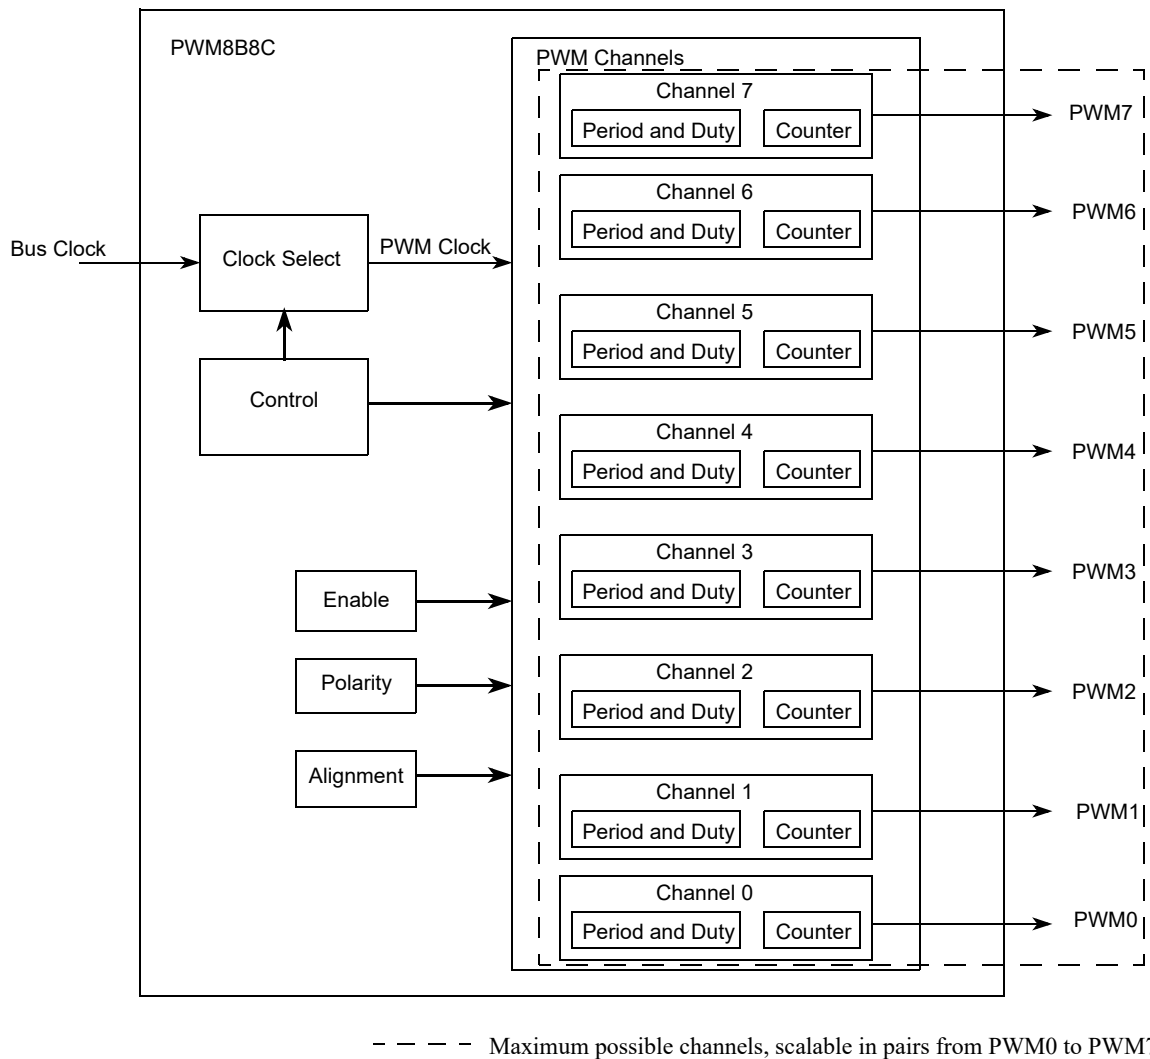 PWM8B8C
PWM Channels
Channel 7
Period and Duty
Counter
PWM7
Channel 6
Period and Duty
Counter
PWM6
Bus Clock
Clock Select
PWM Clock
Channel 5
Period and Duty
Counter
PWM5
Control
Channel 4
Period and Duty
Counter
PWM4
Channel 3
Period and Duty
Counter
PWM3
Enable
Polarity
Channel 2
Period and Duty
Counter
PWM2
Alignment
Channel 1
Period and Duty
Counter
PWM1
Channel 0
Period and Duty
Counter
PWM0
Maximum possible channels, scalable in pairs from PWM0 to PWM7